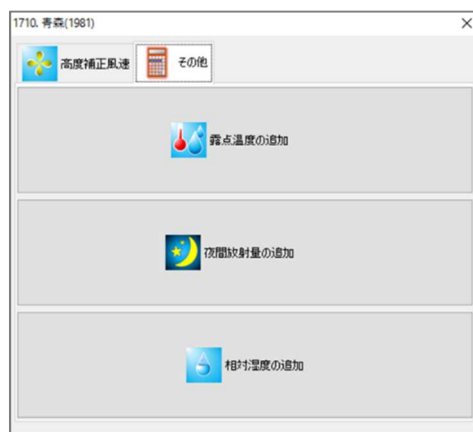 1710. 青森(1981)
高度補正風速 その他
露点温度の追加
夜間放射量の追加
相対湿度の追加